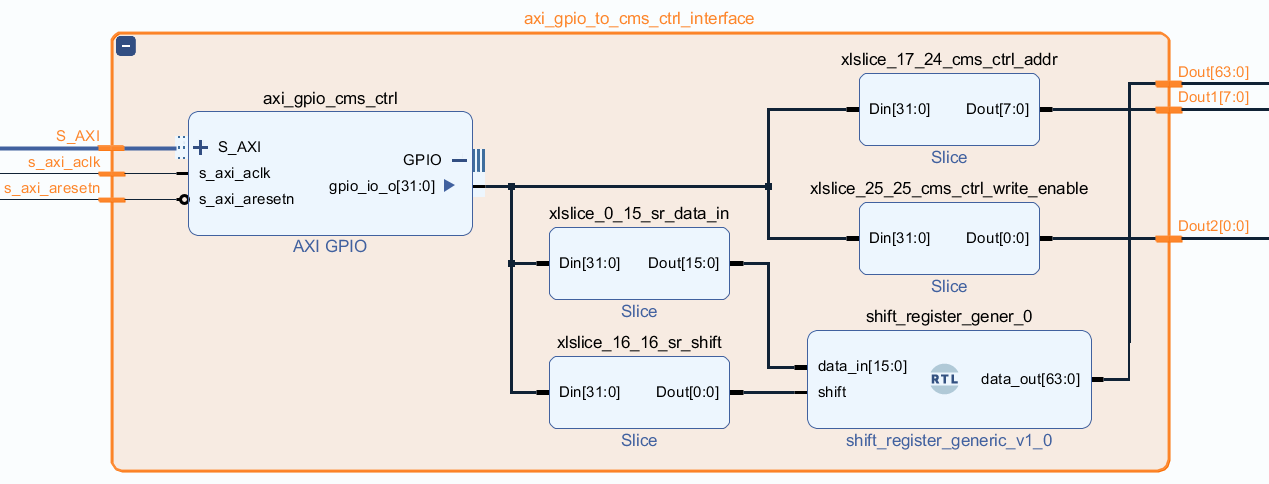 axi_gpio_to_cms_ctrl_interface
xlslice_17_24_cms_ctrl_addr
Dout[63:0]
Din[31:0] Dout[7:0]
Dout1[7:0]
Slice
axi_gpio_cms_ctrl
S_AXI
S_AXI
GPIO
s_axi_aclk
s_axi_aclk
gpio_io_o[31:0]
s_axi_aresetn
s_axi_aresetn
AXI GPIO
xlslice_25_25_cms_ctrl_write_enable
Din[31:0] Dout[0:0]
Dout2[0:0]
Slice
xlslice_0_15_sr_data_in
Din[31:0] Dout[15:0]
Slice
xlslice_16_16_sr_shift
Din[31:0] Dout[0:0]
Slice
shift_register_gener_0
data_in[15:0]
shift
RTL
data_out[63:0]
shift_register_generic_v1_0